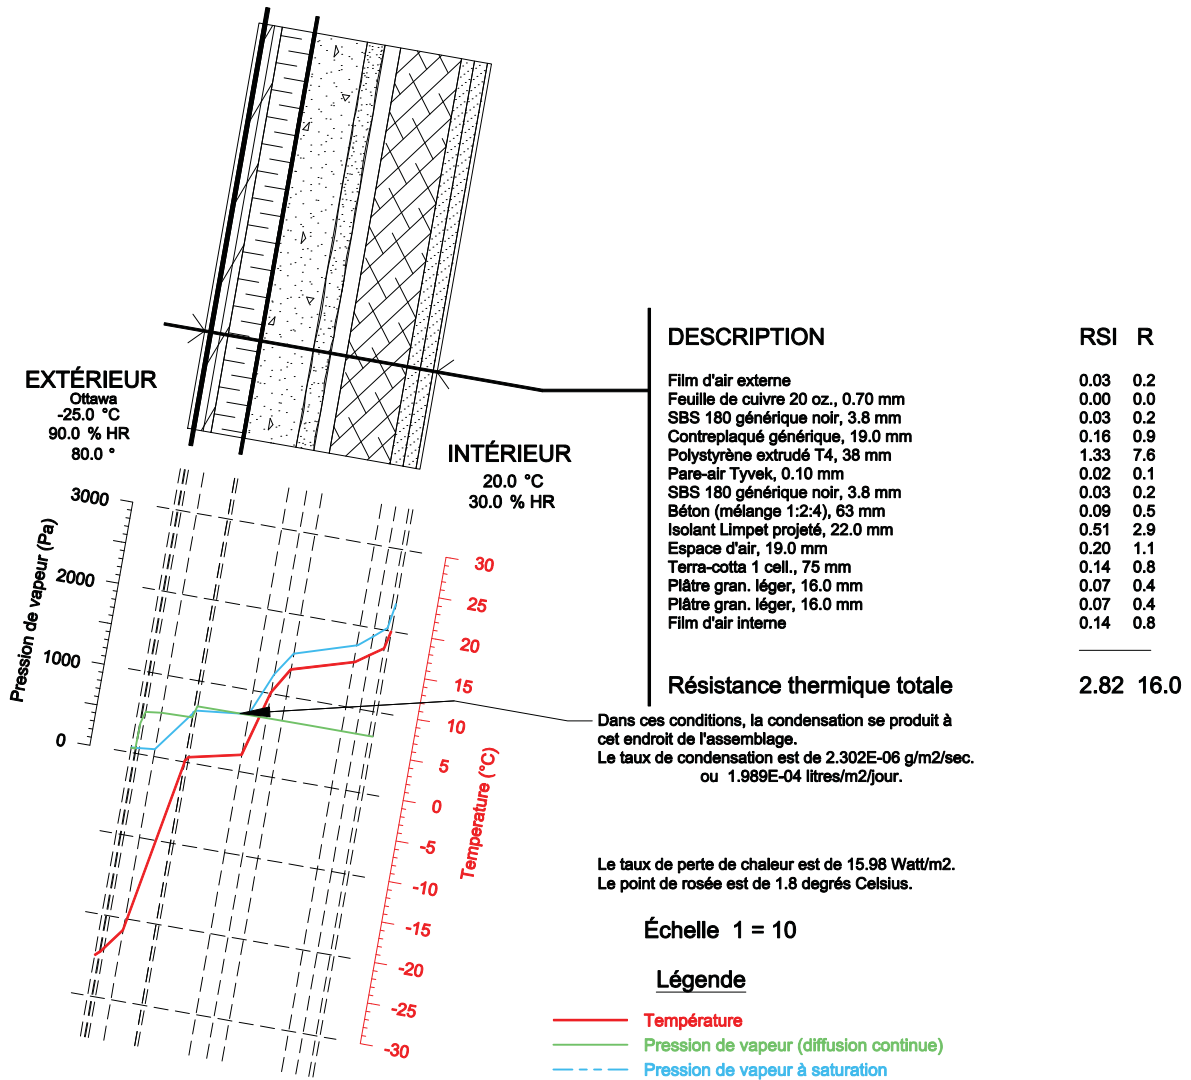 EXTÉRIEUR
Ottawa
-25.0 °C
90.0 % HR
80.0 °
INTÉRIEUR
20.0 °C
30.0 % HR
DESCRIPTION RSI R
Film d'air externe 0.03 0.2
Feuille de cuivre 20 oz., 0.70 mm 0.00 0.0
SBS 180 générique noir, 3.8 mm 0.03 0.2
Contreplaqué générique, 19.0 mm 0.16 0.9
Polystyrène extrudé T4, 38 mm 1.33 7.6
Pare-air Tyvek, 0.10 mm 0.02 0.1
SBS 180 générique noir, 3.8 mm 0.03 0.2
Béton (mélange 1:2:4), 63 mm 0.09 0.5
Isolant Limpet projeté, 22.0 mm 0.51 2.9
Espace d'air, 19.0 mm 0.20 1.1
Terra-cotta 1 cell., 75 mm 0.14 0.8
Plâtre gran. léger, 16.0 mm 0.07 0.4
Plâtre gran. léger, 16.0 mm 0.07 0.4
Film d'air interne 0.14 0.8
Résistance thermique totale 2.82 16.0
Pression de vapeur (Pa)
3000
2000
1000
0
30
25
20
15
10
5
0
-5
-10
-15
-20
-25
-30
Temperature (°C)
Dans ces conditions, la condensation se produit à
cet endroit de l'assemblage.
Le taux de condensation est de 2.302E-06 g/m2/sec.
ou 1.989E-04 litres/m2/jour.
Le taux de perte de chaleur est de 15.98 Watt/m2.
Le point de rosée est de 1.8 degrés Celsius.
Échelle 1 = 10
Légende
Température
Pression de vapeur (diffusion continue)
Pression de vapeur à saturation